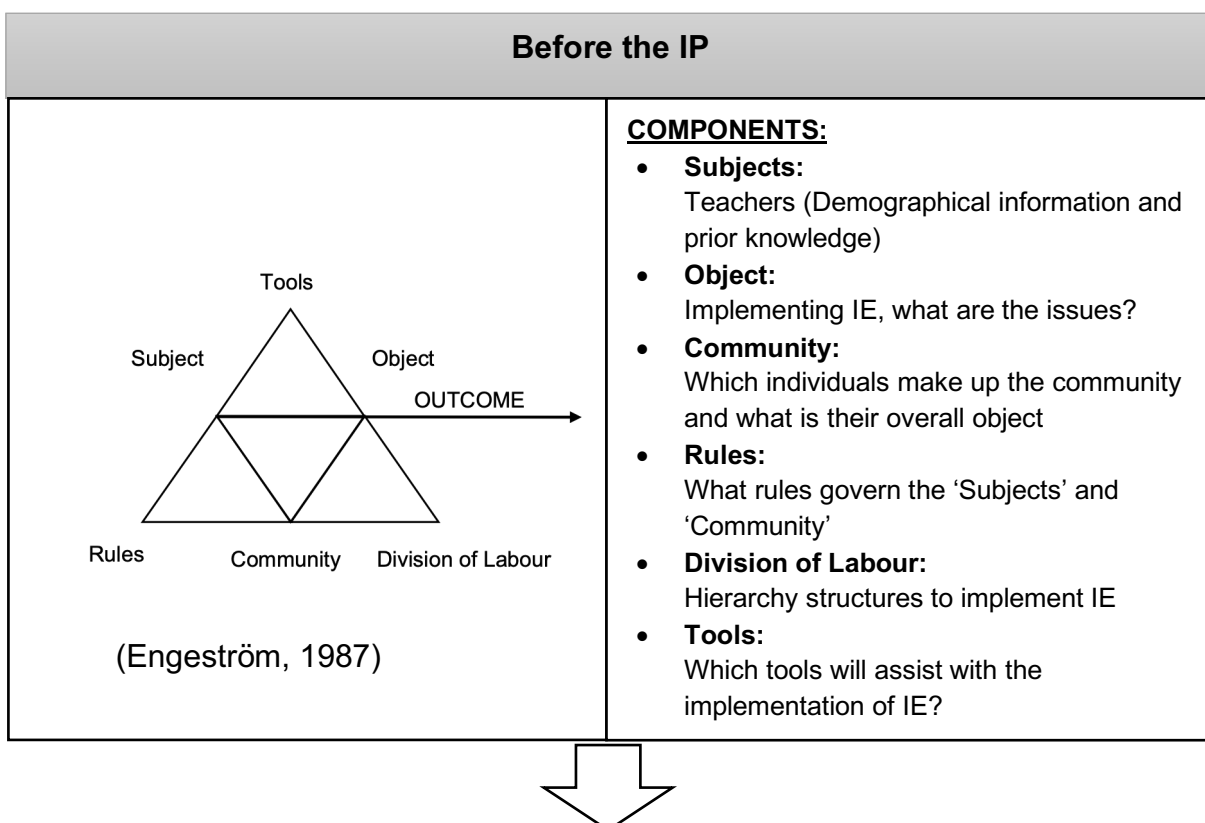 Before the IP
Tools
Subject
Object
OUTCOME
Rules
Community
Division of Labour
(Engeström, 1987)
COMPONENTS:
• Subjects:
Teachers (Demographical information and
prior knowledge)
• Object:
Implementing IE, what are the issues?
• Community:
Which individuals make up the community
and what is their overall object
• Rules:
What rules govern the ‘Subjects’ and
‘Community’
• Division of Labour:
Hierarchy structures to implement IE
• Tools:
Which tools will assist with the
implementation of IE?